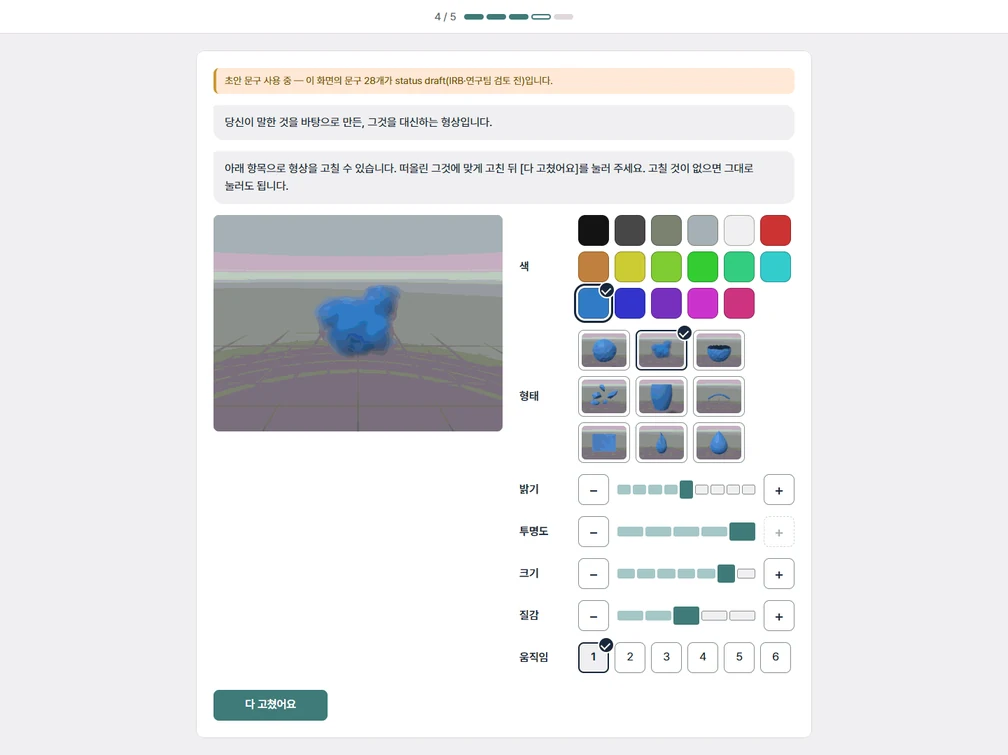 4 / 5
초안 문구 사용 중 — 이 화면의 문구 28개가 status draft(IRB·연구팀 검토 전)입니다.
당신이 말한 것을 바탕으로 만든, 그것을 대신하는 형상입니다.
아래 항목으로 형상을 고칠 수 있습니다. 떠올린 그것에 맞게 고친 뒤 [다 고쳤어요]를 눌러 주세요. 고칠 것이 없으면 그대로
눌러도 됩니다.
색
형태
밝기
− +
투명도
− +
크기
− +
질감
− +
움직임
1 2 3 4 5 6
다 고쳤어요